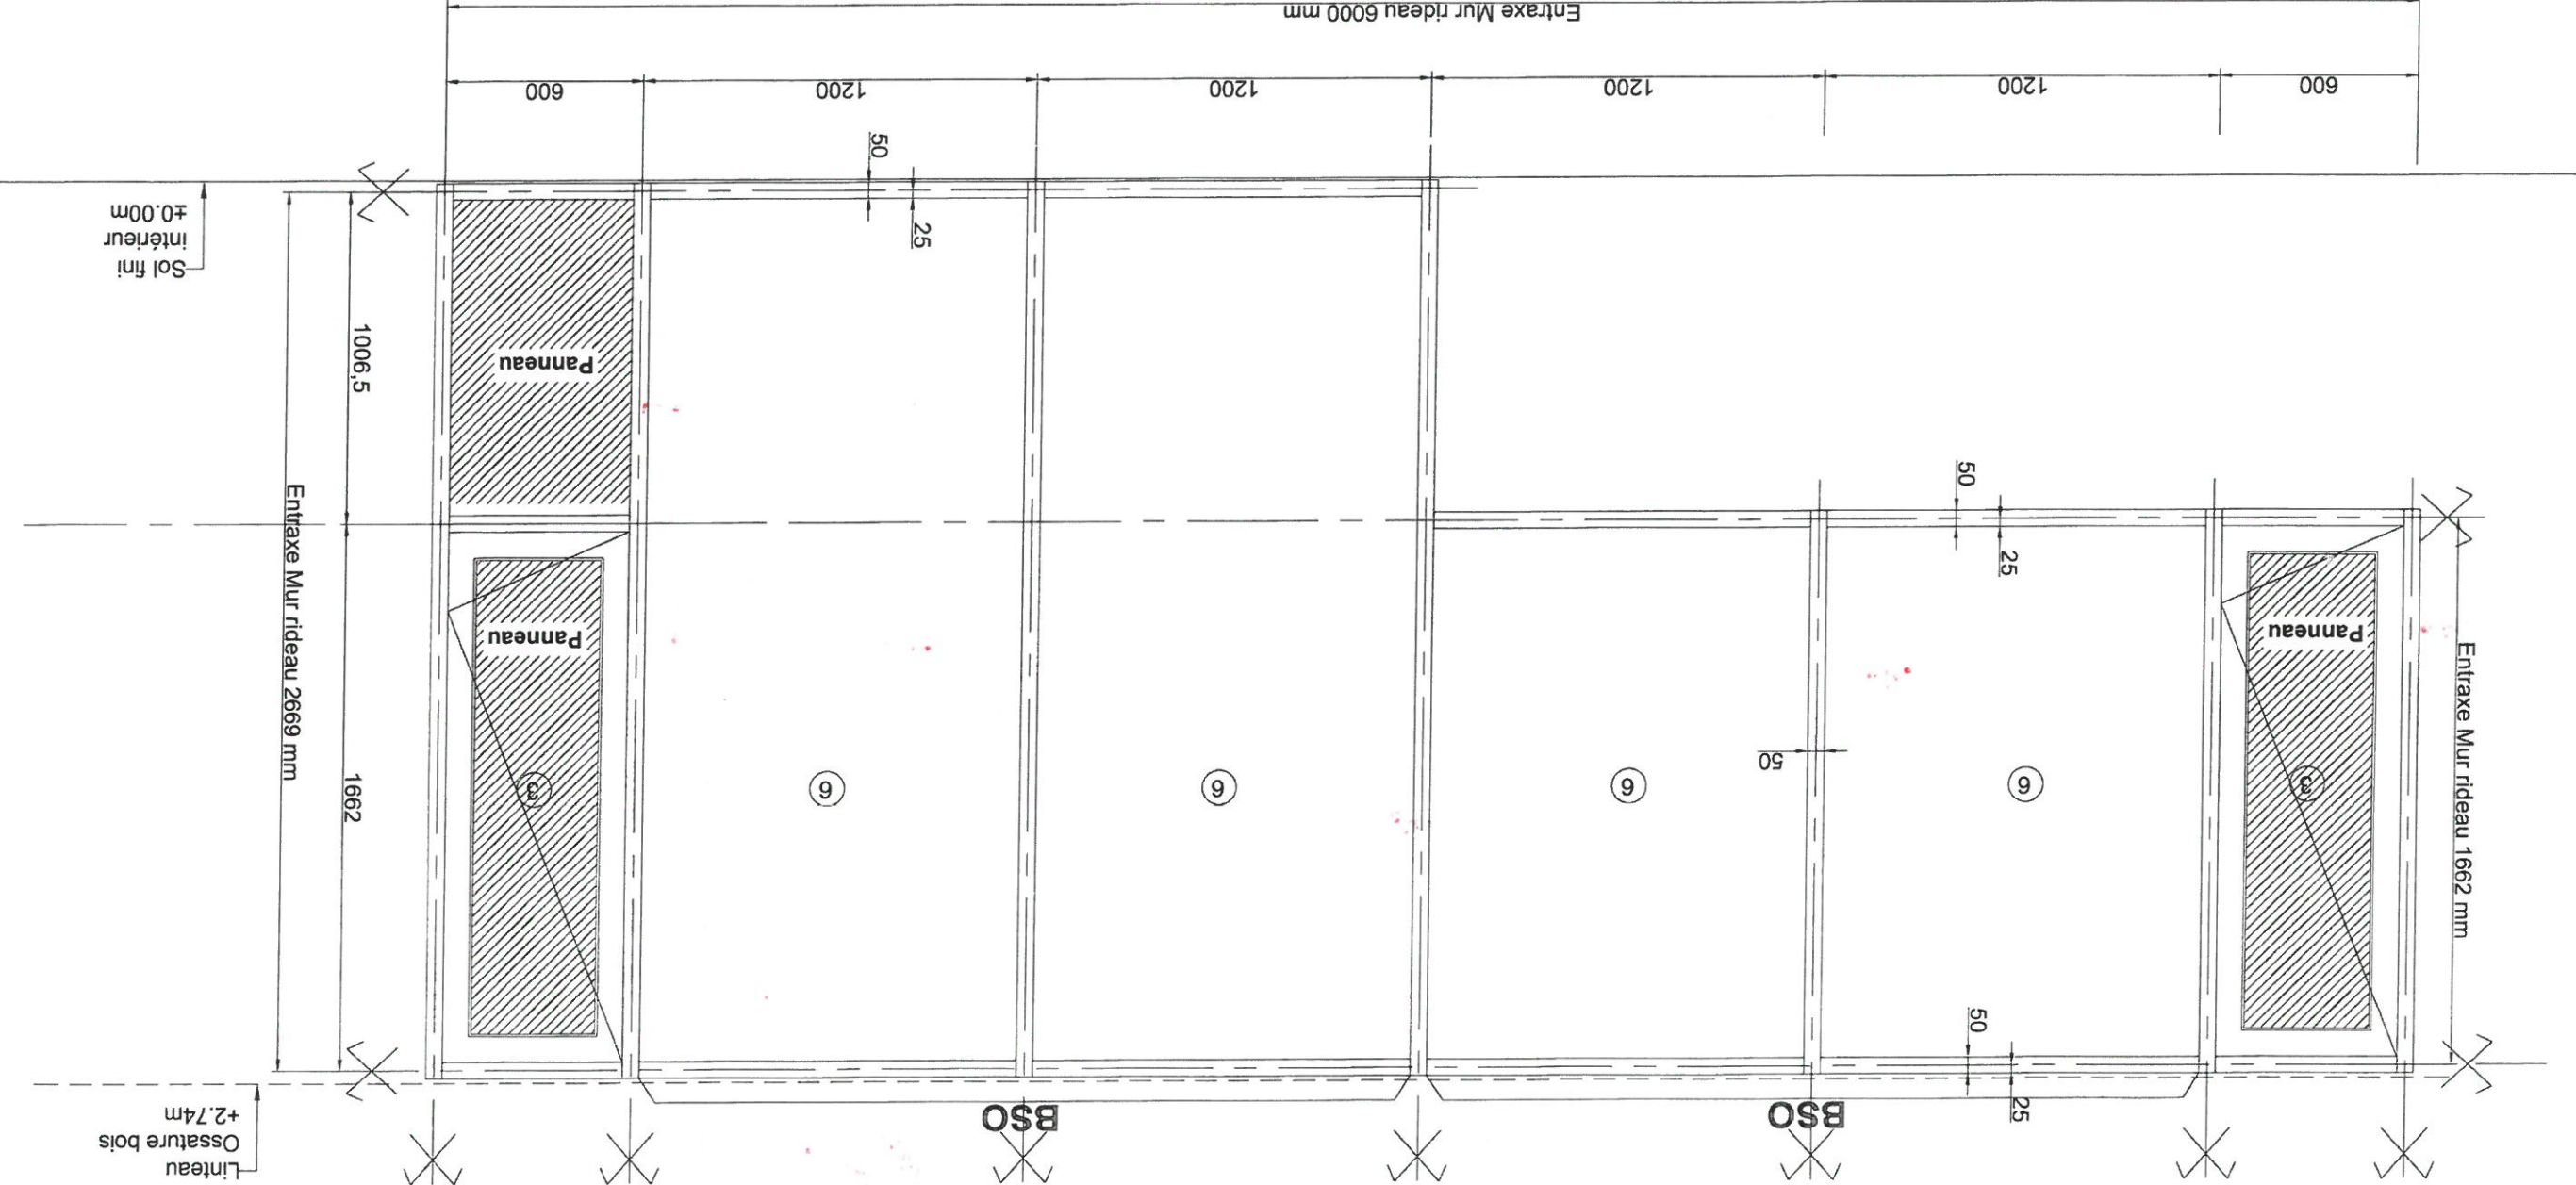 Linteau
Ossature bois
+2.74m
BSO
BSO
25
50
Entraxe Mur rideau 1662 mm
Entraxe Mur rideau 2669 mm
1662
1006,5
3
6
6
6
6
3
50
Panneau
Panneau
Panneau
25
50
25
50
Sol fini
intérieur
±0.00m
600
1200
1200
1200
1200
600
Entraxe Mur rideau 6000 mm